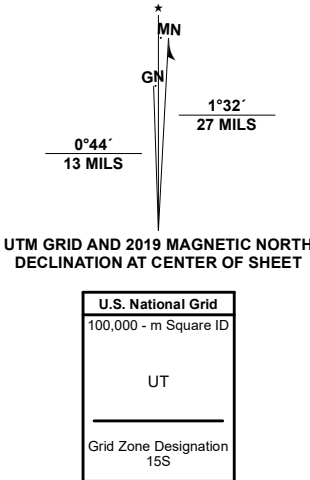 ★
MN
GN
1°32´
27 MILS
0°44´
13 MILS
UTM GRID AND 2019 MAGNETIC NORTH
DECLINATION AT CENTER OF SHEET
U.S. National Grid
100,000 - m Square ID
UT
Grid Zone Designation
15S